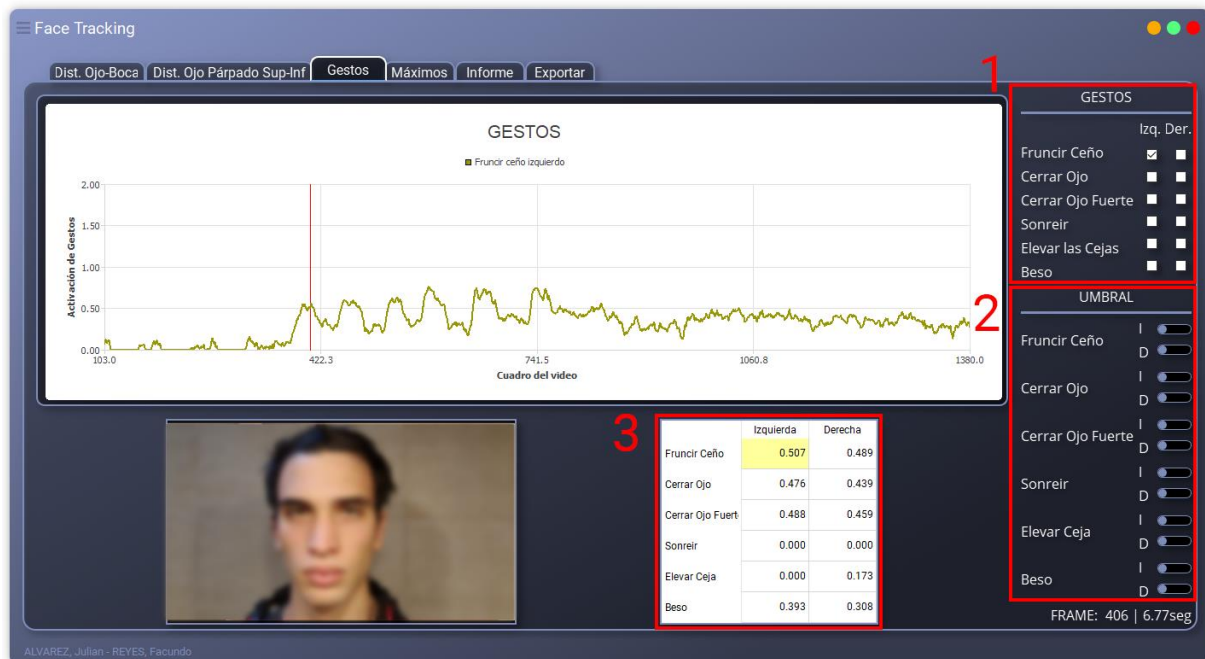 Face Tracking
Dist. Ojo-Boca Dist. Ojo Párpado Sup-Inf Gestos Máximos Informe Exportar
1
GESTOS
Fruncir ceño izquierdo
2.00
1.50
1.00
0.50
0.00
Activación de Gestos
103.0 422.3 741.5 1060.8 1380.0
Cuadro del video
GESTOS
Izq. Der.
Fruncir Ceño
Cerrar Ojo
Cerrar Ojo Fuerte
Sonreir
Elevar las Cejas
Beso
2
UMBRAL
Fruncir Ceño I D
Cerrar Ojo I D
Cerrar Ojo Fuerte I D
Sonreir I D
Elevar Ceja I D
Beso I D
3
Izquierda Derecha
Fruncir Ceño 0.507 0.489
Cerrar Ojo 0.476 0.439
Cerrar Ojo Fuert 0.488 0.459
Sonreir 0.000 0.000
Elevar Ceja 0.000 0.173
Beso 0.393 0.308
FRAME: 406 | 6.77seg
ALVAREZ, Julian - REYES, Facundo